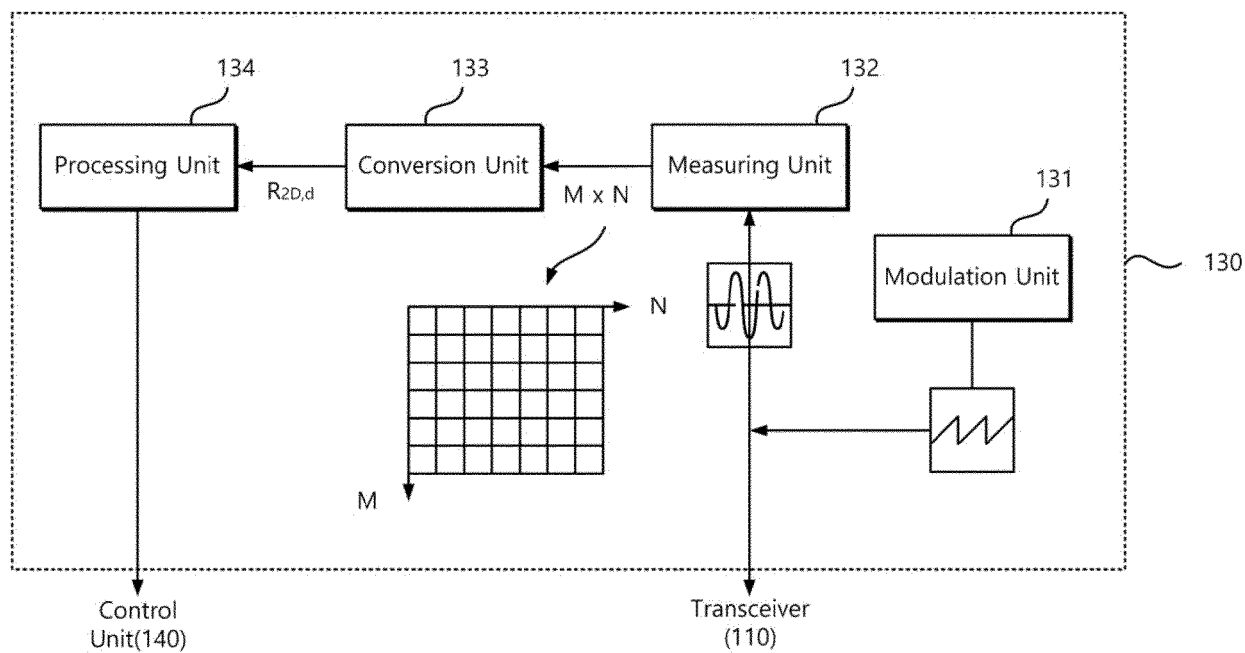 134
133
132
Processing Unit
Conversion Unit
Measuring Unit
R2D,d
M x N
131
Modulation Unit
130
N
M
Control
Unit(140)
Transceiver
(110)